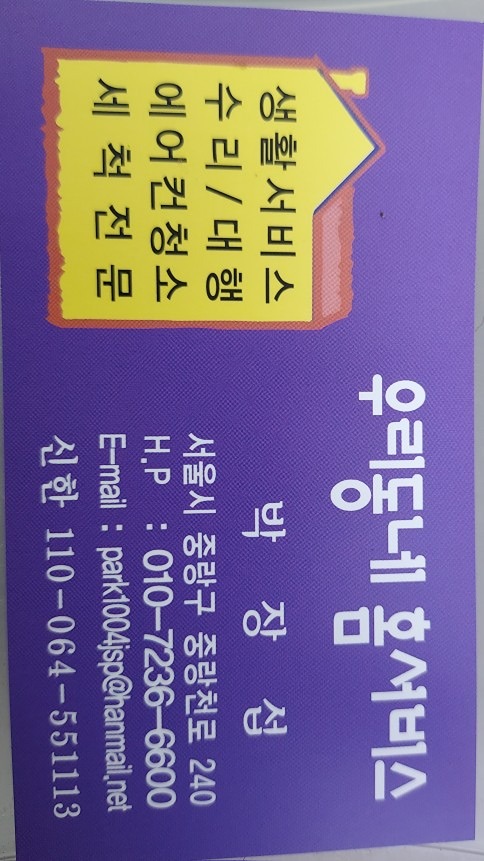 생활서비스
수리/대행
에어컨청소
세척전문
우리동네 홈서비스
박 장 섭
서울시 중랑구 중랑천로 240
H.P : 010-7236-6600
E-mail : park1004jsp@hanmail.net
신한 110-064-551113